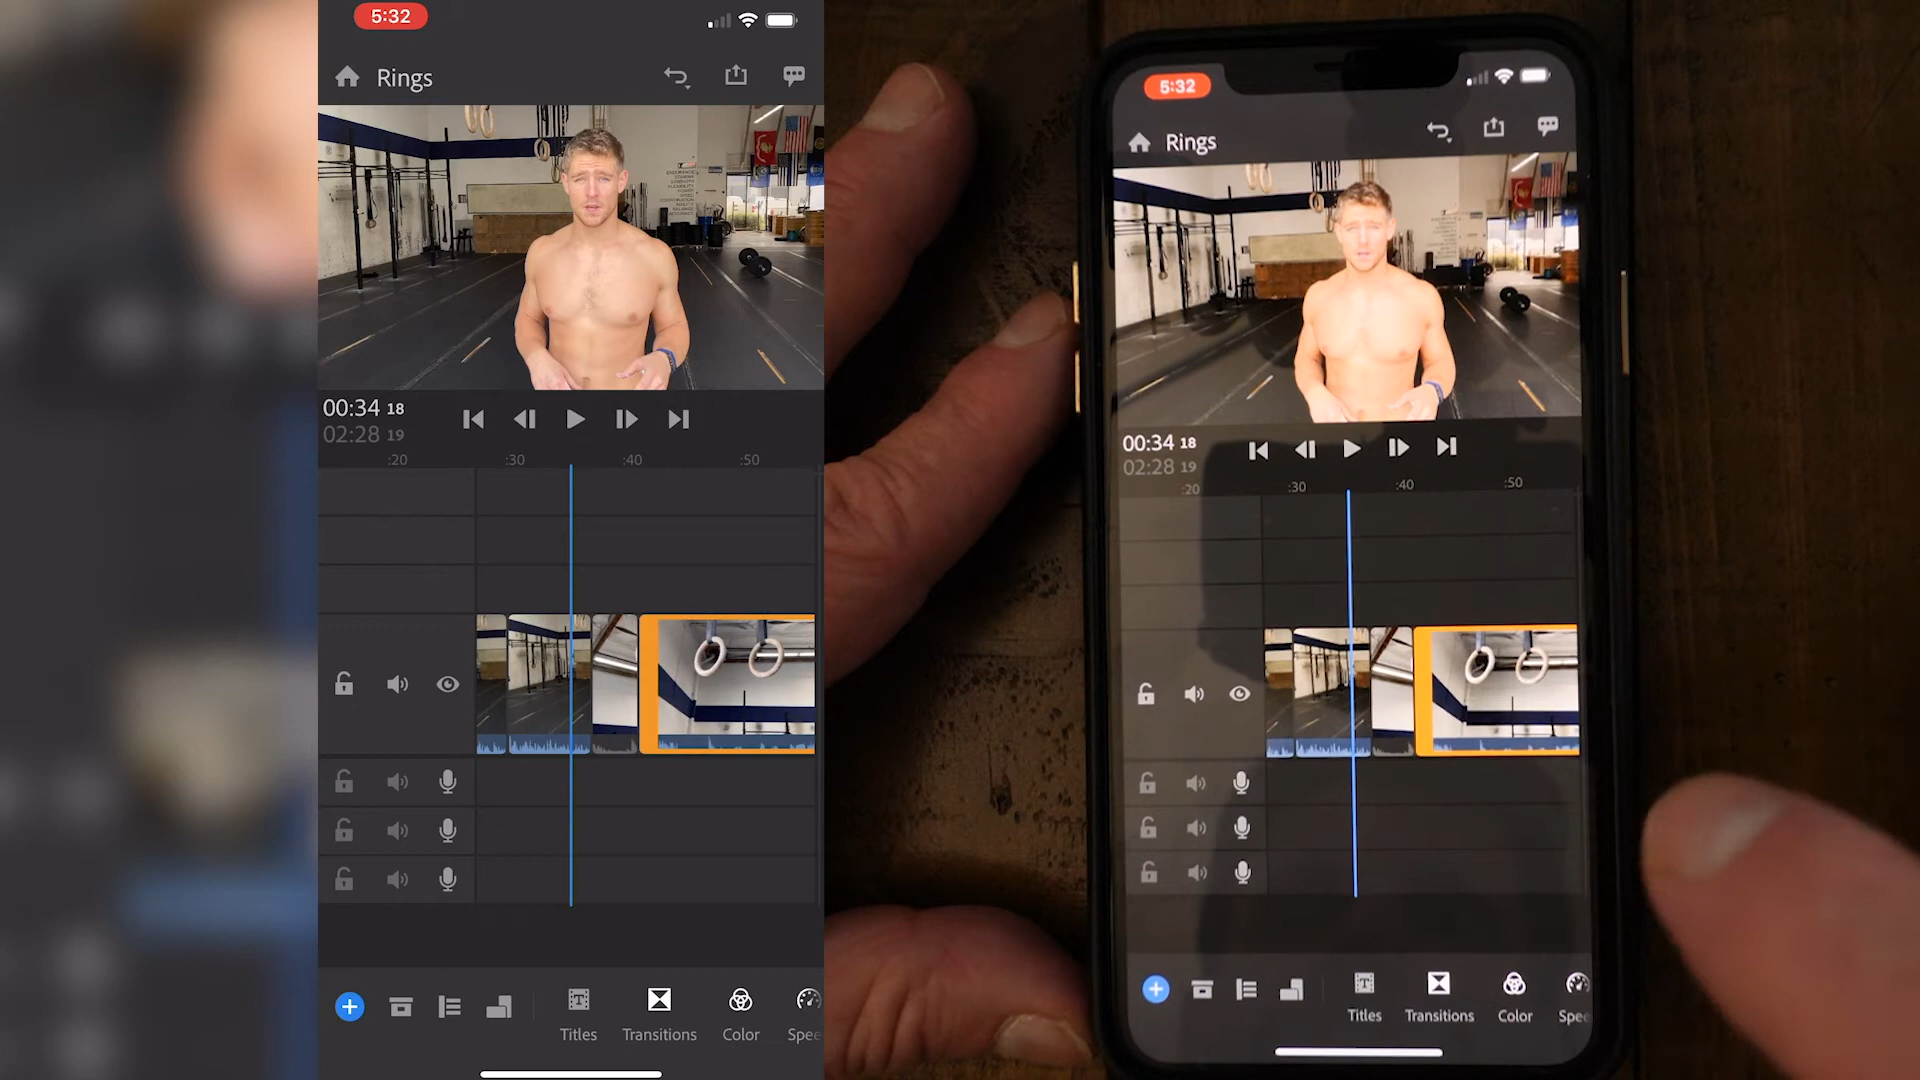 5:32
Rings
00:34 18
02:28 19
:20 :30 :40 :50
Titles Transitions Color Spee
5:32
Rings
00:34 18
02:28 19
:20 :30 :40 :50
Titles Transitions Color Spee